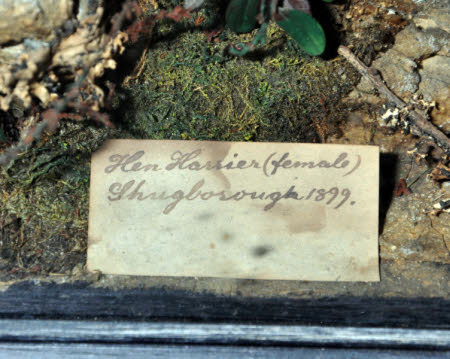 Hen Harrier (female)
Shugborough 1899.